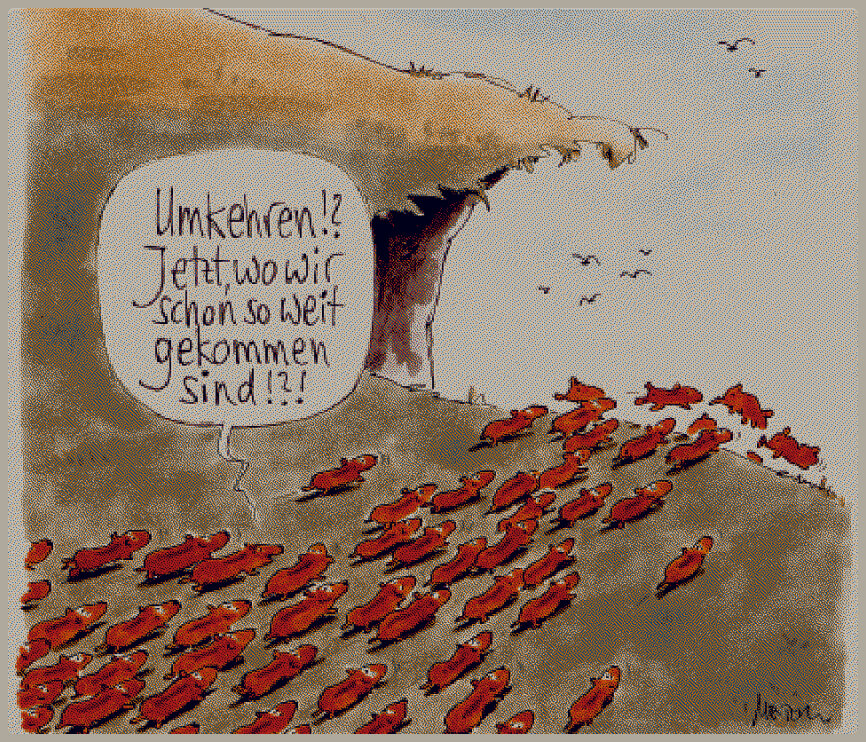 Umkehren!?
Jetzt, wo wir
schon so weit
gekommen
sind!?!